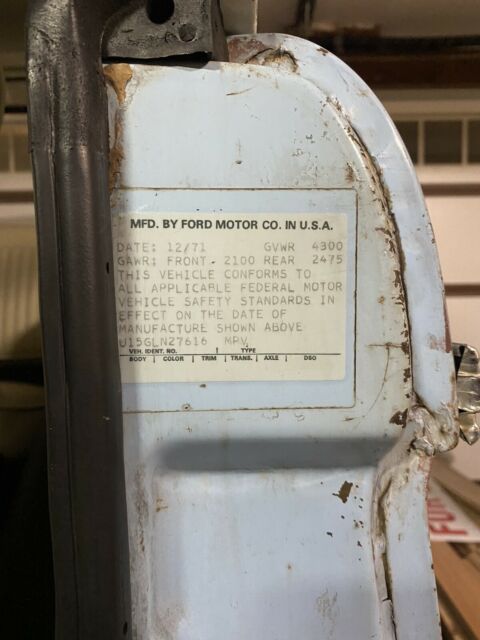 MFD. BY FORD MOTOR CO. IN U.S.A.
DATE: 12/71 GVWR 4300
GAWR: FRONT - 2100 REAR 2475
THIS VEHICLE CONFORMS TO
ALL APPLICABLE FEDERAL MOTOR
VEHICLE SAFETY STANDARDS IN
EFFECT ON THE DATE OF
MANUFACTURE SHOWN ABOVE
U15GLN27616 MPV
VEH. IDENT. NO. | TYPE
BODY | COLOR | TRIM | TRANS. | AXLE | DSO